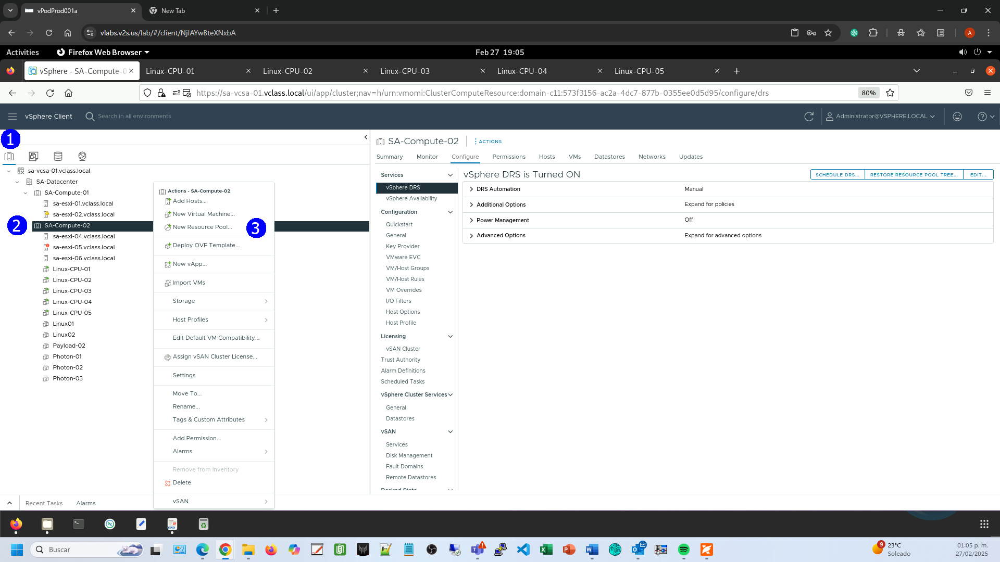 vPodProd001a
New Tab
vlabs.v2s.us/lab/#/client/NjIAYwBteXNxbA
A
Activities
Firefox Web Browser
Feb 27 19:05
vSphere - SA-Compute-0
Linux-CPU-01
Linux-CPU-02
Linux-CPU-03
Linux-CPU-04
Linux-CPU-05
https://sa-vcsa-01.vclass.local/ui/app/cluster;nav=h/urn:vmomi:ClusterComputeResource:domain-c11:573f3156-ac2a-4dc7-877b-0355ee0d5d95/configure/drs
80%
vSphere Client
Search in all environments
Administrator@VSPHERE.LOCAL
1
sa-vcsa-01.vclass.local
SA-Datacenter
SA-Compute-01
sa-esxi-01.vclass.local
sa-esxi-02.vclass.local
2
SA-Compute-02
sa-esxi-04.vclass.local
sa-esxi-05.vclass.local
sa-esxi-06.vclass.local
Linux-CPU-01
Linux-CPU-02
Linux-CPU-03
Linux-CPU-04
Linux-CPU-05
Linux01
Linux02
Payload-02
Photon-01
Photon-02
Photon-03
Actions - SA-Compute-02
Add Hosts...
New Virtual Machine...
New Resource Pool...
3
Deploy OVF Template...
New vApp...
Import VMs
Storage
Host Profiles
Edit Default VM Compatibility...
Assign vSAN Cluster License...
Settings
Move To...
Rename...
Tags & Custom Attributes
Add Permission...
Alarms
Remove from Inventory
Delete
vSAN
SA-Compute-02
ACTIONS
Summary
Monitor
Configure
Permissions
Hosts
VMs
Datastores
Networks
Updates
Services
vSphere DRS
vSphere Availability
Configuration
Quickstart
General
Key Provider
VMware EVC
VM/Host Groups
VM/Host Rules
VM Overrides
I/O Filters
Host Options
Host Profile
Licensing
vSAN Cluster
Trust Authority
Alarm Definitions
Scheduled Tasks
vSphere Cluster Services
General
Datastores
vSAN
Services
Disk Management
Fault Domains
Remote Datastores
Desired State
vSphere DRS is Turned ON
SCHEDULE DRS...
RESTORE RESOURCE POOL TREE...
EDIT...
DRS Automation
Manual
Additional Options
Expand for policies
Power Management
Off
Advanced Options
Expand for advanced options
Recent Tasks
Alarms
Buscar
9
23°C
Soleado
01:05 p. m.
27/02/2025